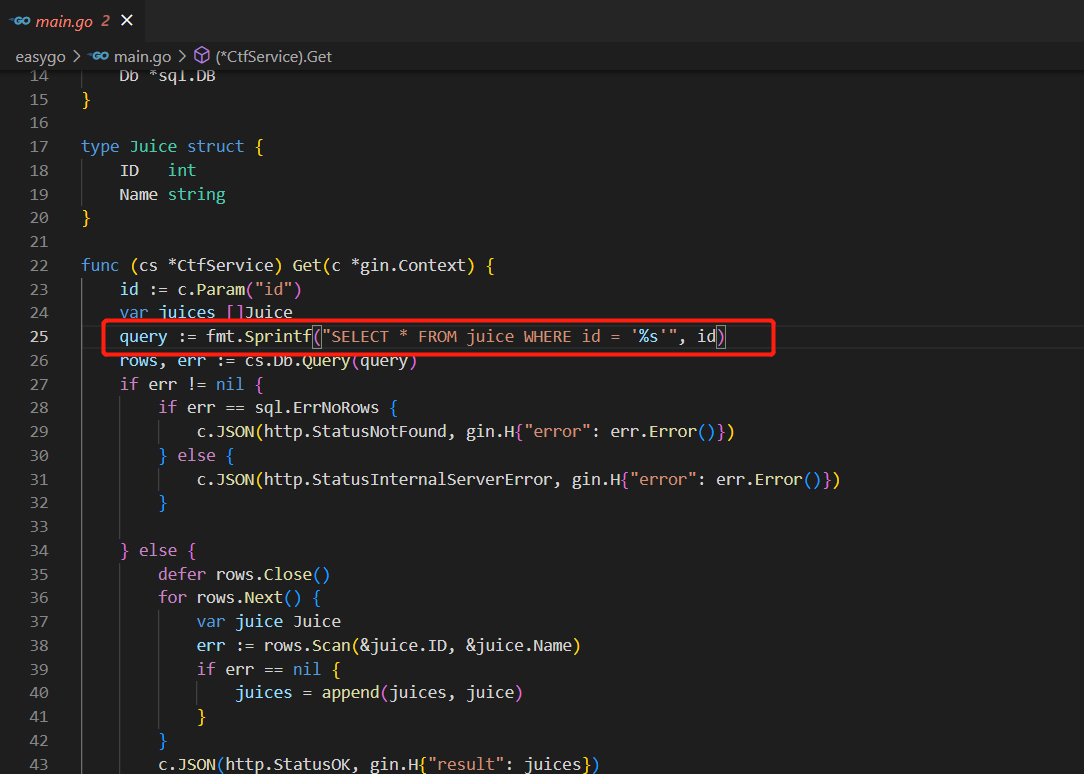 GO main.go 2 ×
easygo > GO main.go > (*CtfService).Get
14 Db *sql.DB
15 }
16
17 type Juice struct {
18 ID int
19 Name string
20 }
21
22 func (cs *CtfService) Get(c *gin.Context) {
23 id := c.Param("id")
24 var juices []Juice
25 query := fmt.Sprintf("SELECT * FROM juice WHERE id = '%s'", id)
26 rows, err := cs.Db.Query(query)
27 if err != nil {
28 if err == sql.ErrNoRows {
29 c.JSON(http.StatusNotFound, gin.H{"error": err.Error()})
30 } else {
31 c.JSON(http.StatusInternalServerError, gin.H{"error": err.Error()})
32 }
33
34 } else {
35 defer rows.Close()
36 for rows.Next() {
37 var juice Juice
38 err := rows.Scan(&juice.ID, &juice.Name)
39 if err == nil {
40 juices = append(juices, juice)
41 }
42 }
43 c.JSON(http.StatusOK, gin.H{"result": juices})